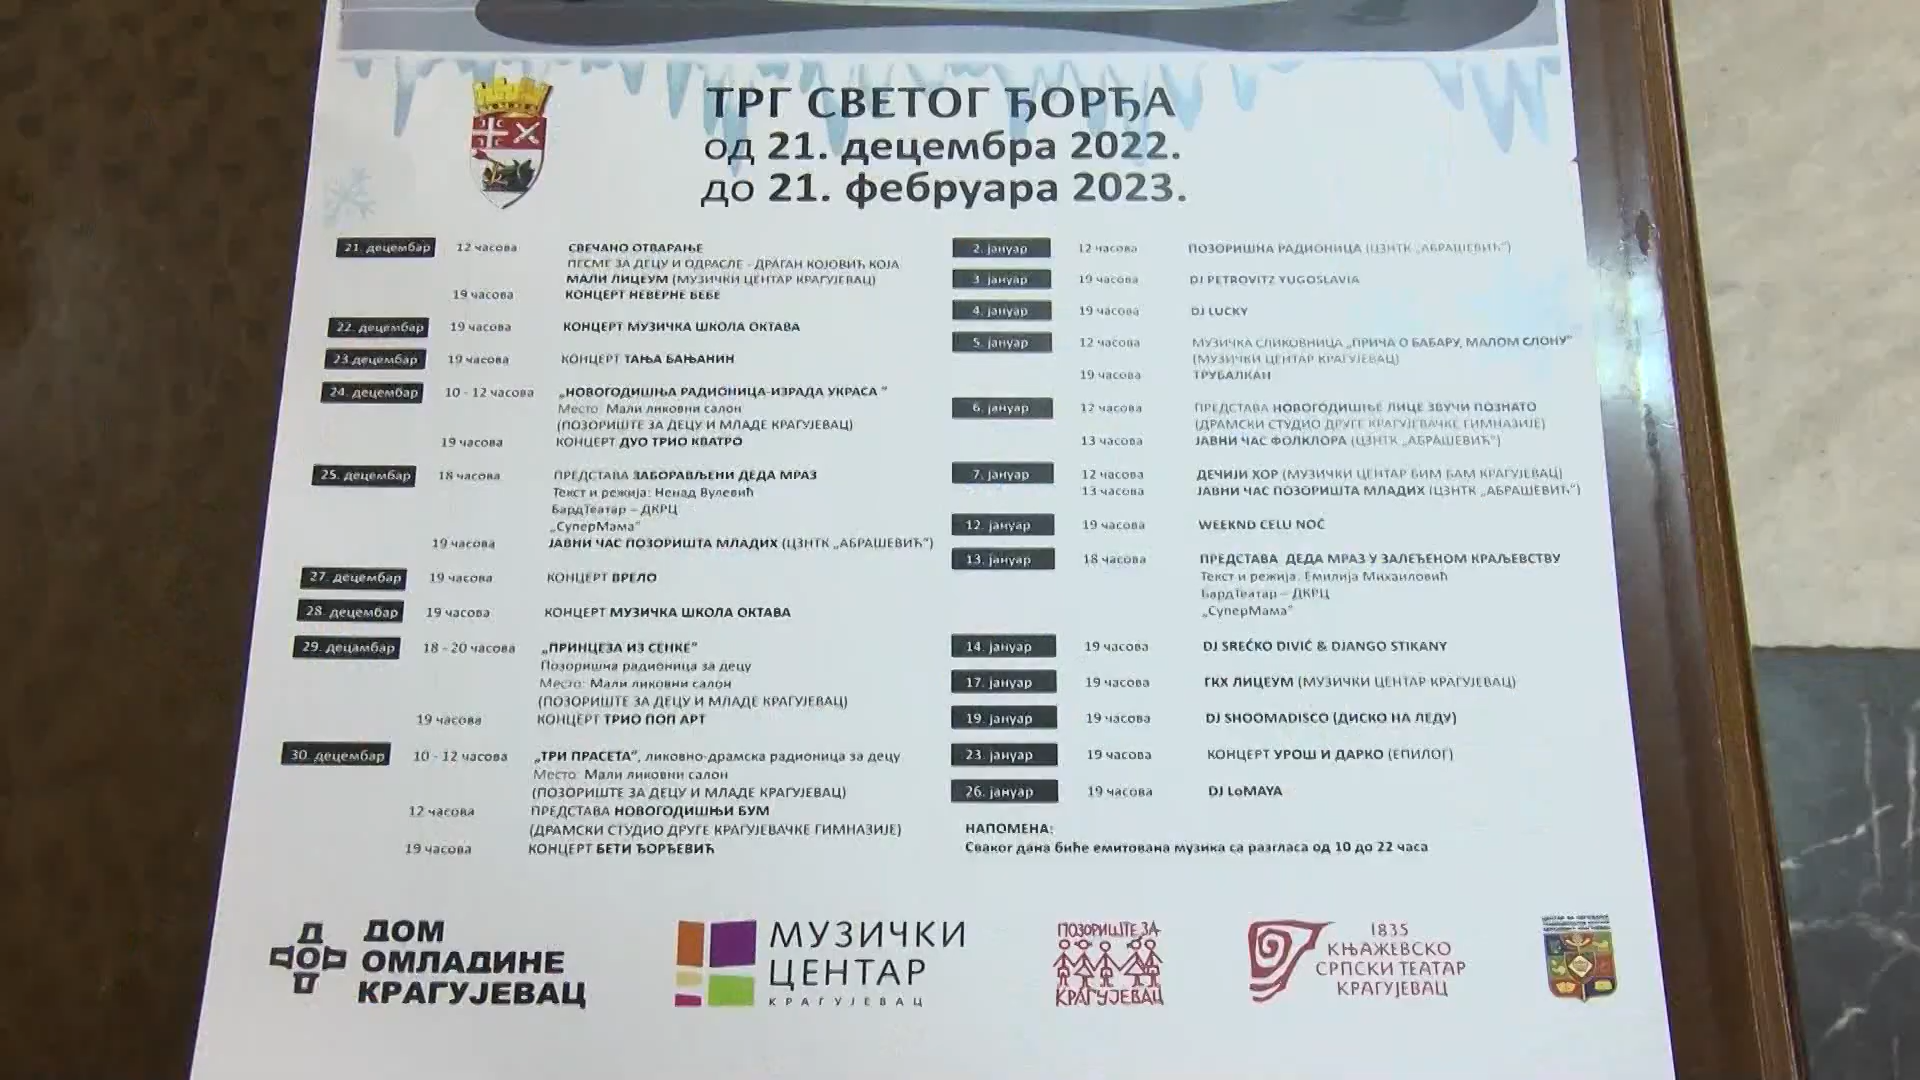 ТРГ СВЕТОГ ЂОРЂА
од 21. децембра 2022.
до 21. фебруара 2023.
21. децембар 12 часова СВЕЧАНО ОТВАРАЊЕ
ПЕСМЕ ЗА ДЕЦУ И ОДРАСЛЕ - ДРАГАН КОЈОВИЋ КОЈА
МАЛИ ЛИЦЕУМ (МУЗИЧКИ ЦЕНТАР КРАГУЈЕВАЦ)
19 часова КОНЦЕРТ НЕВЕРНЕ БЕБЕ
22. децембар 19 часова КОНЦЕРТ МУЗИЧКА ШКОЛА ОКТАВА
23 децембар 19 часова КОНЦЕРТ ТАЊА БАЊАНИН
24. децембар 10 - 12 часова „НОВОГОДИШЊА РАДИОНИЦА-ИЗРАДА УКРАСА “
Место: Мали ликовни салон
(ПОЗОРИШТЕ ЗА ДЕЦУ И МЛАДЕ КРАГУЈЕВАЦ)
19 часова КОНЦЕРТ ДУО ТРИО КВАТРО
25. децембар 18 часова ПРЕДСТАВА ЗАБОРАВЉЕНИ ДЕДА МРАЗ
Текст и режија: Ненад Вулевић
БардТеатар – ДКРЦ
„СуперМама“
19 часова ЈАВНИ ЧАС ПОЗОРИШТА МЛАДИХ (ЦЗНТК „АБРАШЕВИЋ“)
27. децембар 19 часова КОНЦЕРТ ВРЕЛО
28. децембар 19 часова КОНЦЕРТ МУЗИЧКА ШКОЛА ОКТАВА
29. децамбар 18 - 20 часова „ПРИНЦЕЗА ИЗ СЕНКЕ“
Позоришна радионица за децу
Место: Мали ликовни салон
(ПОЗОРИШТЕ ЗА ДЕЦУ И МЛАДЕ КРАГУЈЕВАЦ)
19 часова КОНЦЕРТ ТРИО ПОП АРТ
30. децембар 10 - 12 часова „ТРИ ПРАСЕТА“, ликовно-драмска радионица за децу
Место: Мали ликовни салон
(ПОЗОРИШТЕ ЗА ДЕЦУ И МЛАДЕ КРАГУЈЕВАЦ)
12 часова ПРЕДСТАВА НОВОГОДИШЊИ БУМ
(ДРАМСКИ СТУДИО ДРУГЕ КРАГУЈЕВАЧКЕ ГИМНАЗИЈЕ)
19 часова КОНЦЕРТ БЕТИ ЂОРЂЕВИЋ
2. јануар 12 часова ПОЗОРИШНА РАДИОНИЦА (ЦЗНТК „АБРАШЕВИЋ“)
3. јануар 19 часова DJ PETROVITZ YUGOSLAVIA
4. јануар 19 часова DJ LUCKY
5. јануар 12 часова МУЗИЧКА СЛИКОВНИЦА „ПРИЧА О БАБАРУ, МАЛОМ СЛОНУ“
(МУЗИЧКИ ЦЕНТАР КРАГУЈЕВАЦ)
19 часова ТРУБАЛКАН
6. јануар 12 часова ПРЕДСТАВА НОВОГОДИШЊЕ ЛИЦЕ ЗВУЧИ ПОЗНАТО
(ДРАМСКИ СТУДИО ДРУГЕ КРАГУЈЕВАЧКЕ ГИМНАЗИЈЕ)
13 часова ЈАВНИ ЧАС ФОЛКЛОРА (ЦЗНТК „АБРАШЕВИЋ“)
7. јануар 12 часова ДЕЧИЈИ ХОР (МУЗИЧКИ ЦЕНТАР БИМ БАМ КРАГУЈЕВАЦ)
13 часова ЈАВНИ ЧАС ПОЗОРИШТА МЛАДИХ (ЦЗНТК „АБРАШЕВИЋ“)
12. јануар 19 часова WEEKND CELU NOĆ
13. јануар 18 часова ПРЕДСТАВА ДЕДА МРАЗ У ЗАЛЕЂЕНОМ КРАЉЕВСТВУ
Текст и режија: Емилија Михаиловић
БардТеатар – ДКРЦ
„СуперМама“
14. јануар 19 часова DJ SREĆKO DIVIĆ & DJANGO STIKANY
17. јануар 19 часова ГКХ ЛИЦЕУМ (МУЗИЧКИ ЦЕНТАР КРАГУЈЕВАЦ)
19. јануар 19 часова DJ SHOOMADISCO (ДИСКО НА ЛЕДУ)
23. јануар 19 часова КОНЦЕРТ УРОШ И ДАРКО (ЕПИЛОГ)
26. јануар 19 часова DJ LoMAYA
НАПОМЕНА:
Сваког дана биће емитована музика са разгласа од 10 до 22 часа
ДОМ
ОМЛАДИНЕ
КРАГУЈЕВАЦ
МУЗИЧКИ
ЦЕНТАР
КРАГУЈЕВАЦ
ПОЗОРИШТЕ ЗА
КРАГУЈЕВАЦ
1835
КЊАЖЕВСКО
СРПСКИ ТЕАТАР
КРАГУЈЕВАЦ